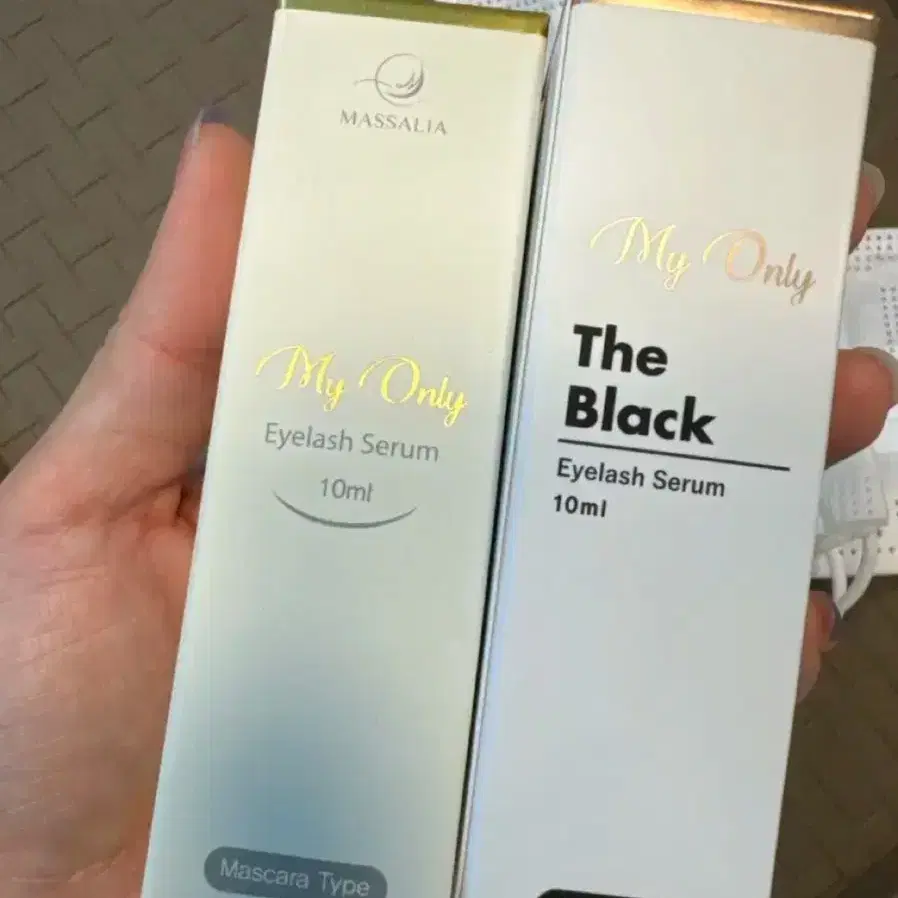 MASSALIA
My Only
Eyelash Serum
10ml
Mascara Type
My Only
The
Black
Eyelash Serum
10ml